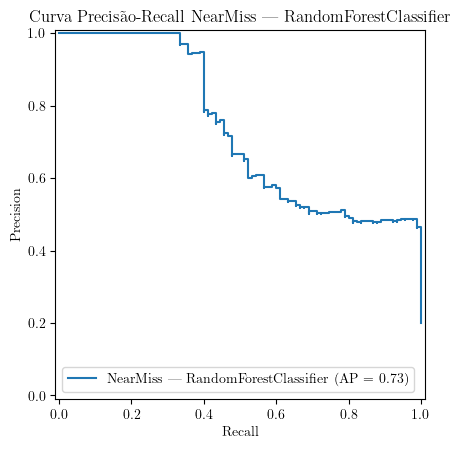 Curva Precisão-Recall NearMiss — RandomForestClassifier
1.0
0.8
0.6
0.4
0.2
0.0
Precision
NearMiss — RandomForestClassifier (AP = 0.73)
0.0 0.2 0.4 0.6 0.8 1.0
Recall